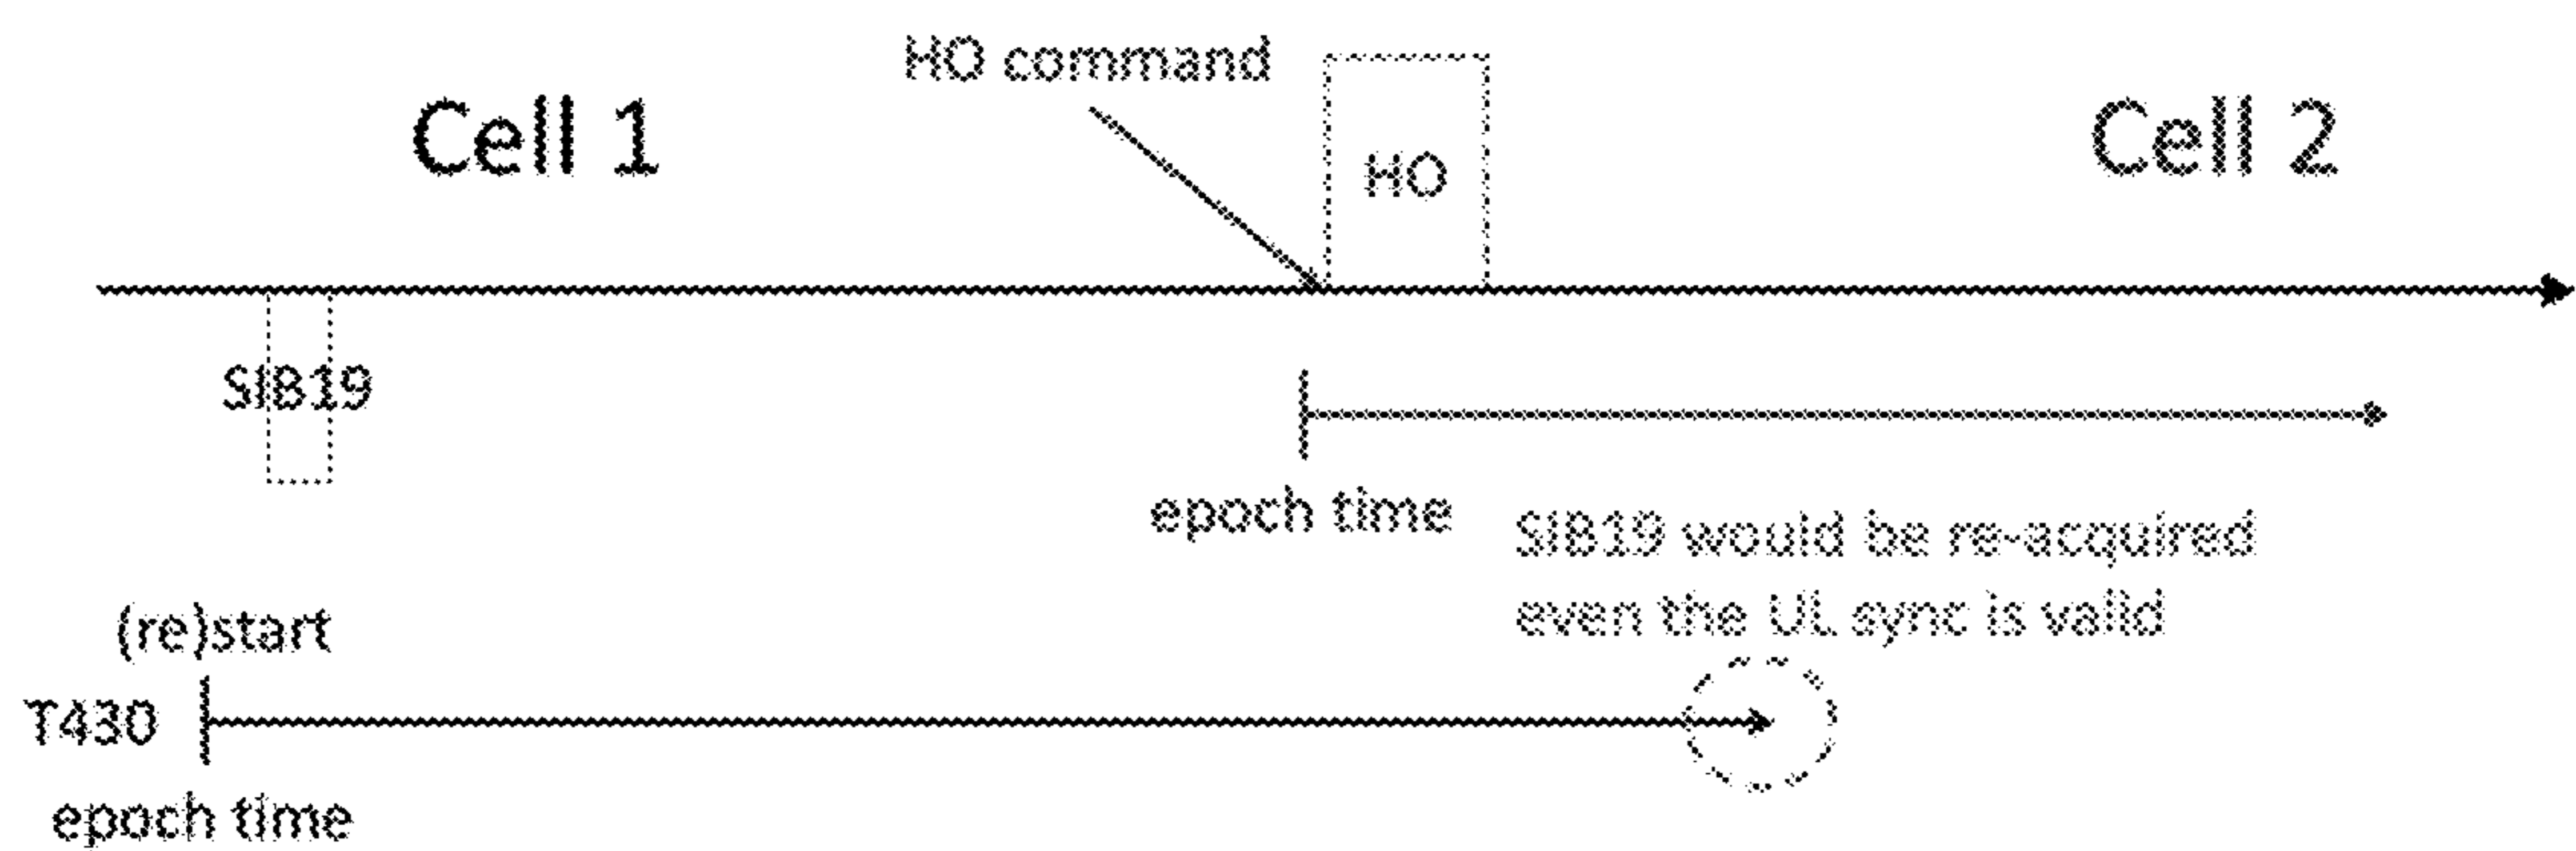 HO command
Cell 1
HO
Cell 2
SIB19
epoch time
SIB19 would be re-acquired
even the UL sync is valid
(re)start
T430
epoch time